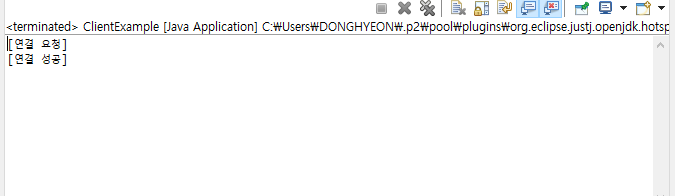 <terminated> ClientExample [Java Application] C:₩Users₩DONGHYEON₩.p2₩pool₩plugins₩org.eclipse.justj.openjdk.hotsp
[연결 요청]
[연결 성공]